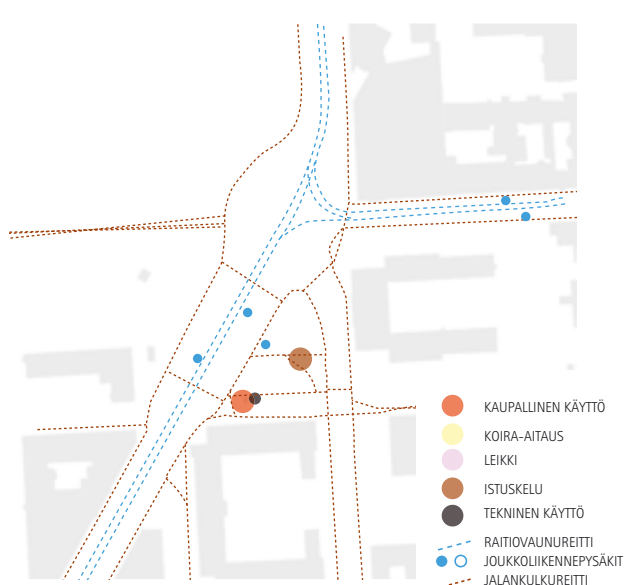 KAUPALLINEN KÄYTTÖ
KOIRA-AITAUS
LEIKKI
ISTUSKELU
TEKNINEN KÄYTTÖ
RAITIOVAUNUREITTI
JOUKKOLIIKENNEPYSÄKIT
JALANKULKUREITTI